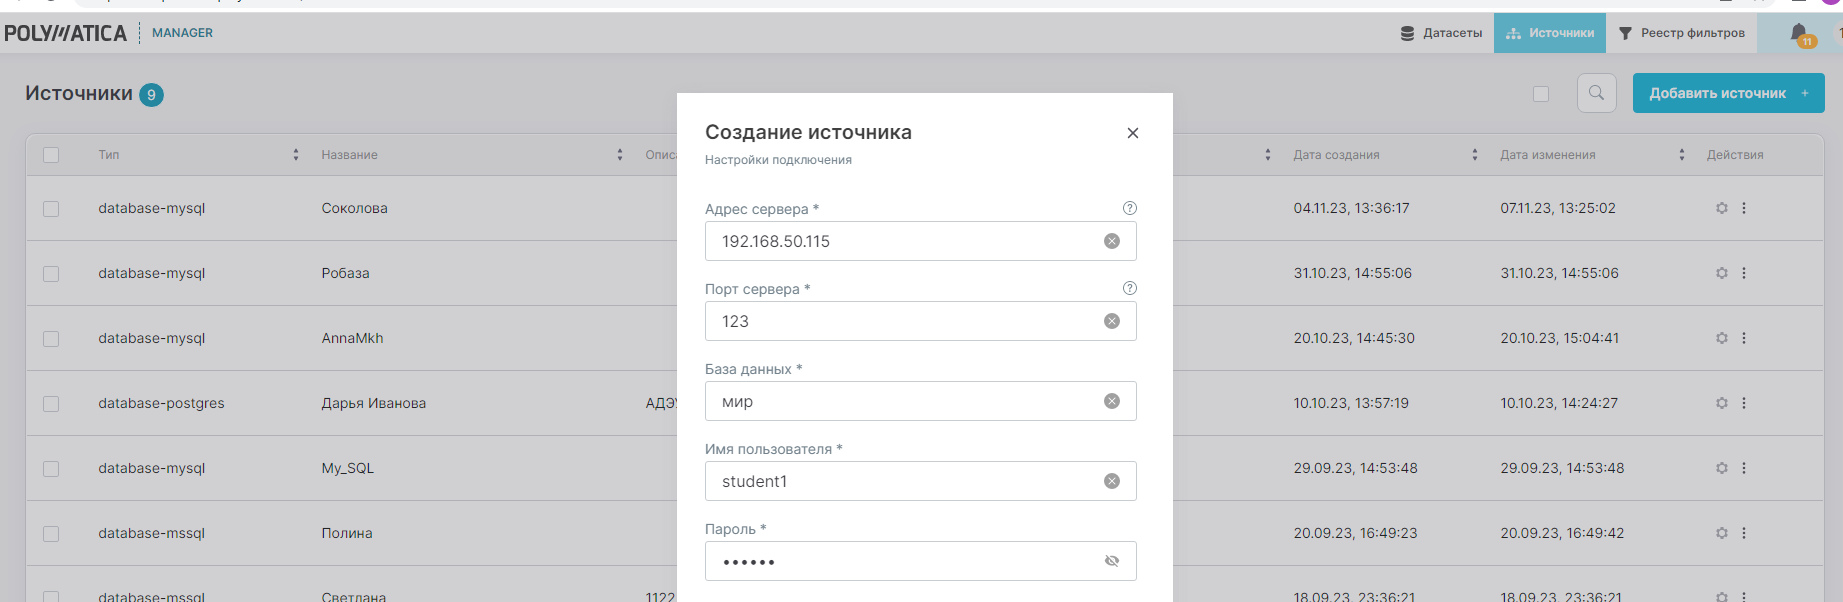 POLYMATICA MANAGER Датасеты Источники Реестр фильтров 11
Источники 9 Добавить источник +
Создание источника
Настройки подключения
Тип Название Дата создания Дата изменения Действия
database-mysql Соколова 04.11.23, 13:36:17 07.11.23, 13:25:02
Адрес сервера * ?
192.168.50.115
database-mysql Робаза 31.10.23, 14:55:06 31.10.23, 14:55:06
Порт сервера * ?
123
database-mysql AnnaMkh 20.10.23, 14:45:30 20.10.23, 15:04:41
База данных *
мир
database-postgres Дарья Иванова 10.10.23, 13:57:19 10.10.23, 14:24:27
Имя пользователя *
student1
database-mysql My_SQL 29.09.23, 14:53:48 29.09.23, 14:53:48
Пароль *
••••••
database-mssql Полина 20.09.23, 16:49:23 20.09.23, 16:49:42
database-mssql Светлана 1122 18.09.23, 23:36:21 18.09.23, 23:36:21